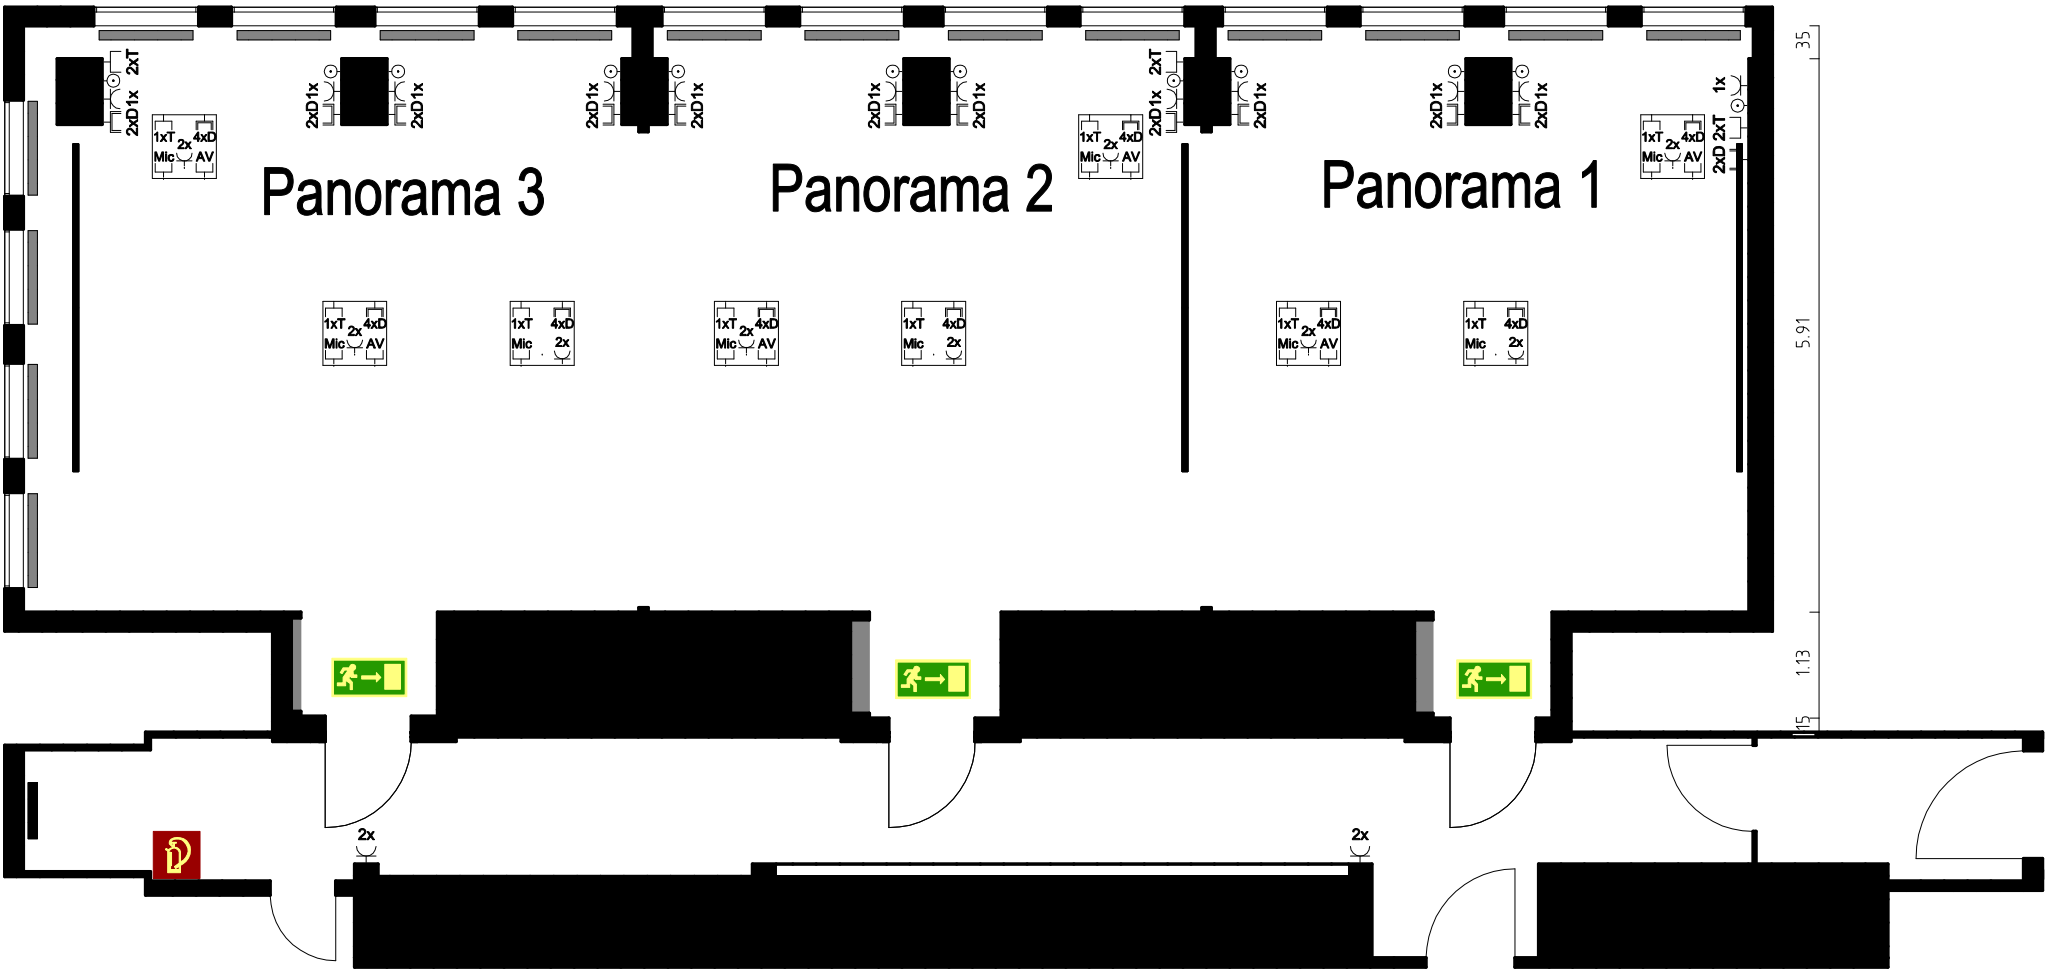 2xT
2xD1x
2xD1x
2xD1x
2xD1x
2xD1x
2xD1x
2xD1x
2xT
2xD1x
2xD1x
2xD1x
2xD1x
1x
2xT
2xD
35
1xT 4xD
2x
Mic AV
1xT 4xD
2x
Mic AV
1xT 4xD
2x
Mic AV
Panorama 3
Panorama 2
Panorama 1
1xT 4xD
2x
Mic AV
1xT 4xD
Mic 2x
1xT 4xD
2x
Mic AV
1xT 4xD
Mic 2x
1xT 4xD
2x
Mic AV
1xT 4xD
Mic 2x
5.91
1.13
15
2x
2x